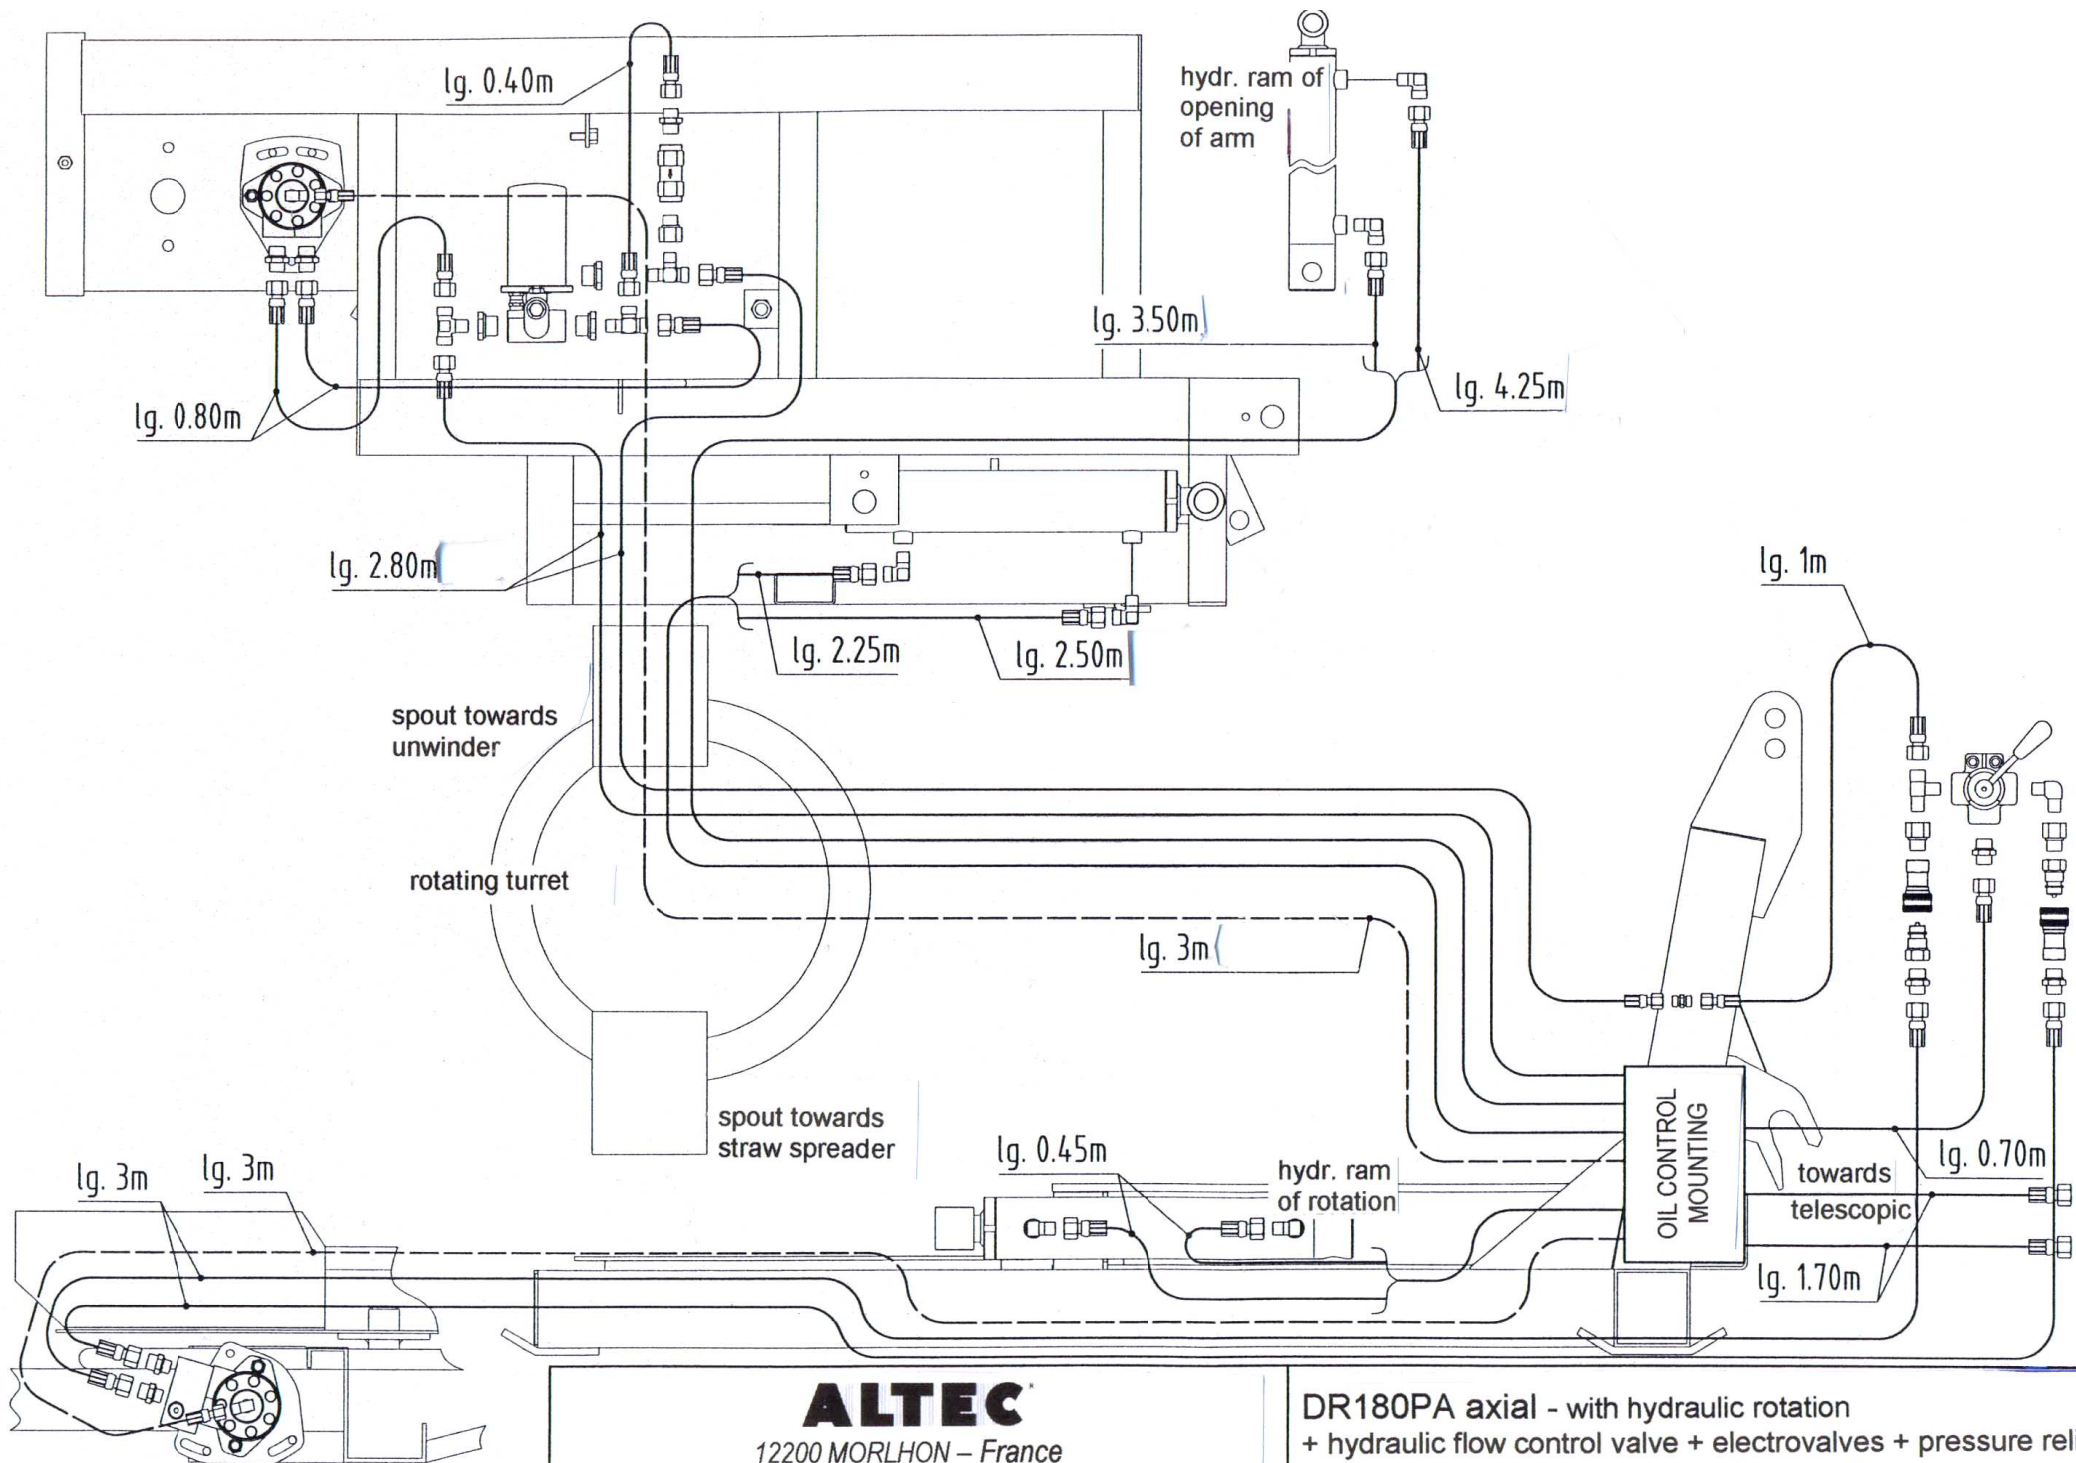 lg. 0.40m
hydr. ram of
opening
of arm
lg. 3.50m
lg. 4.25m
lg. 0.80m
lg. 2.80m
lg. 1m
lg. 2.25m
lg. 2.50m
spout towards
unwinder
rotating turret
lg. 3m
spout towards
straw spreader
OIL CONTROL
MOUNTING
lg. 0.70m
lg. 0.45m
hydr. ram
of rotation
towards
telescopic
lg. 1.70m
lg. 3m
lg. 3m
ALTEC
12200 MORLHON – France
DR180PA axial - with hydraulic rotation
+ hydraulic flow control valve + electrovalves + pressure reli